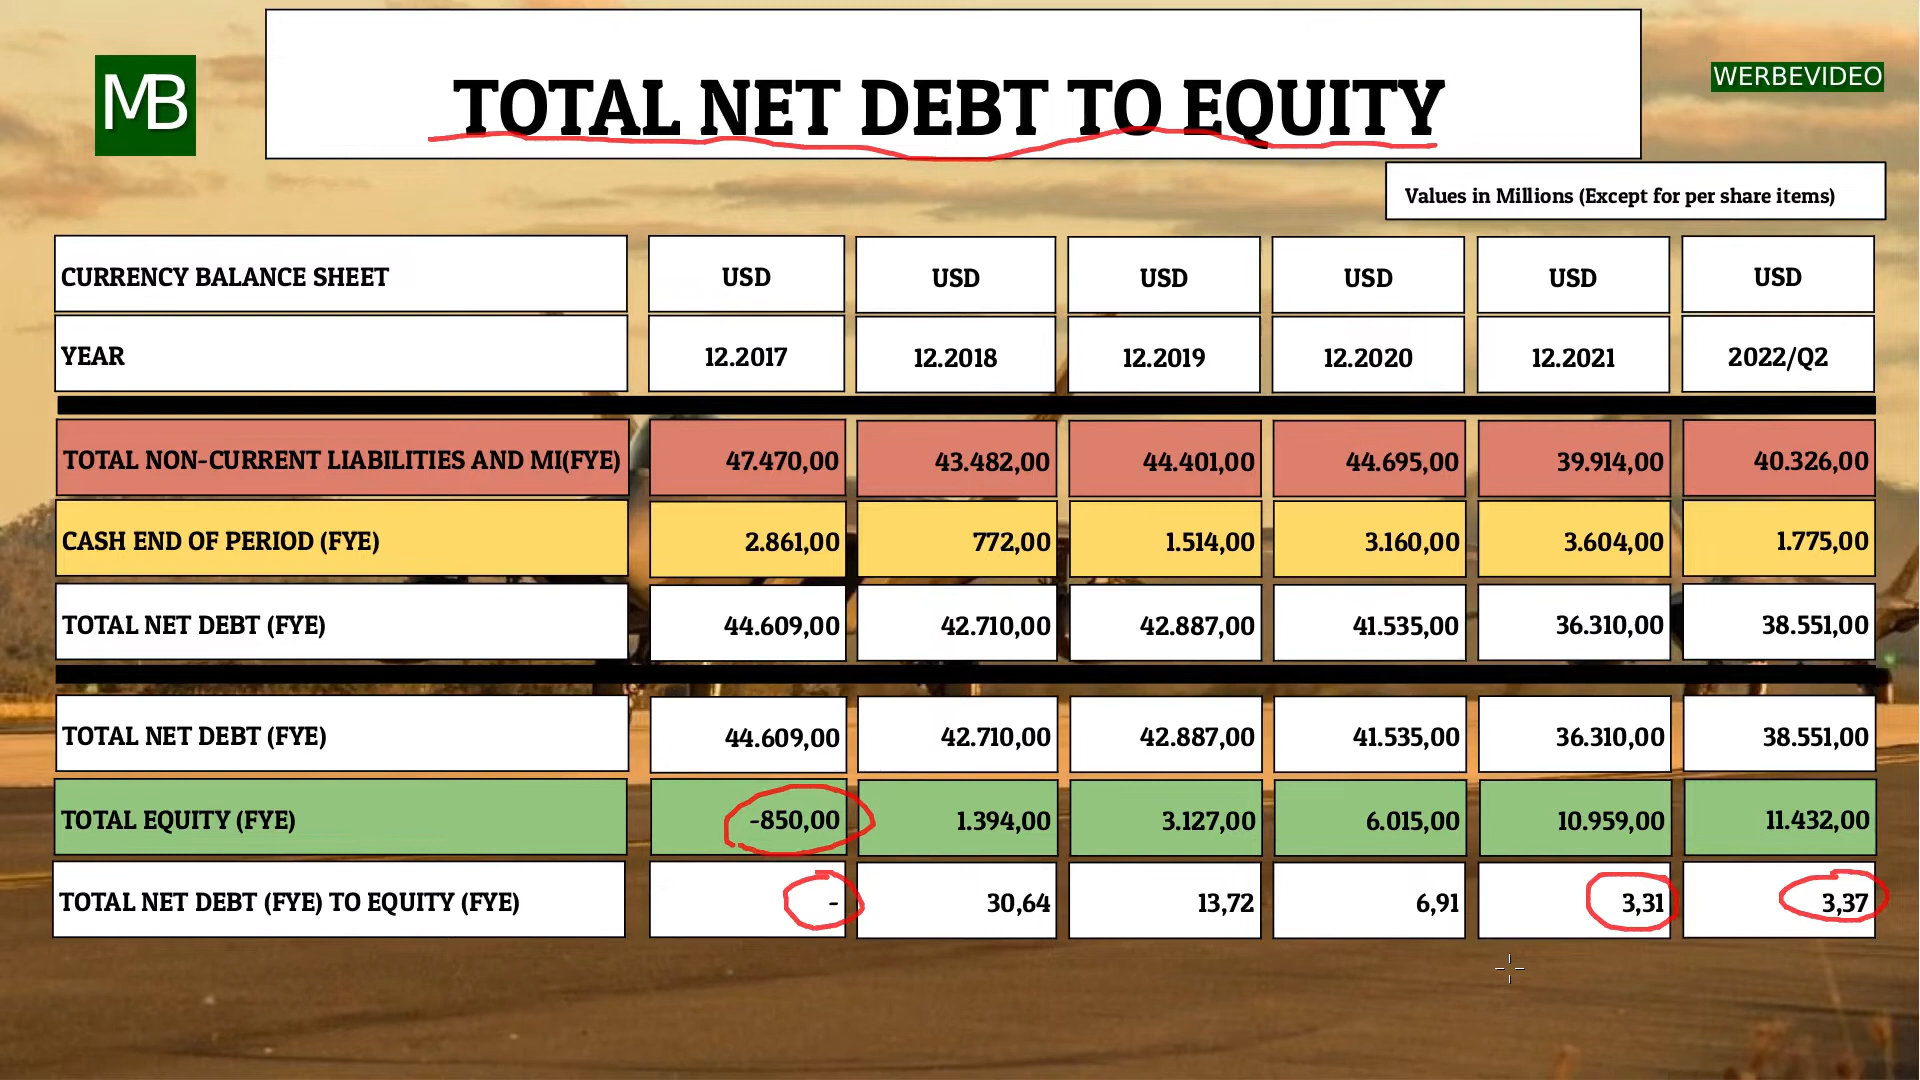 TOTAL NET DEBT TO EQUITY
MB
WERBEVIDEO
Values in Millions (Except for per share items)
CURRENCY BALANCE SHEET USD USD USD USD USD USD
YEAR 12.2017 12.2018 12.2019 12.2020 12.2021 2022/Q2
TOTAL NON-CURRENT LIABILITIES AND MI(FYE) 47.470,00 43.482,00 44.401,00 44.695,00 39.914,00 40.326,00
CASH END OF PERIOD (FYE) 2.861,00 772,00 1.514,00 3.160,00 3.604,00 1.775,00
TOTAL NET DEBT (FYE) 44.609,00 42.710,00 42.887,00 41.535,00 36.310,00 38.551,00
TOTAL NET DEBT (FYE) 44.609,00 42.710,00 42.887,00 41.535,00 36.310,00 38.551,00
TOTAL EQUITY (FYE) -850,00 1.394,00 3.127,00 6.015,00 10.959,00 11.432,00
TOTAL NET DEBT (FYE) TO EQUITY (FYE) - 30,64 13,72 6,91 3,31 3,37